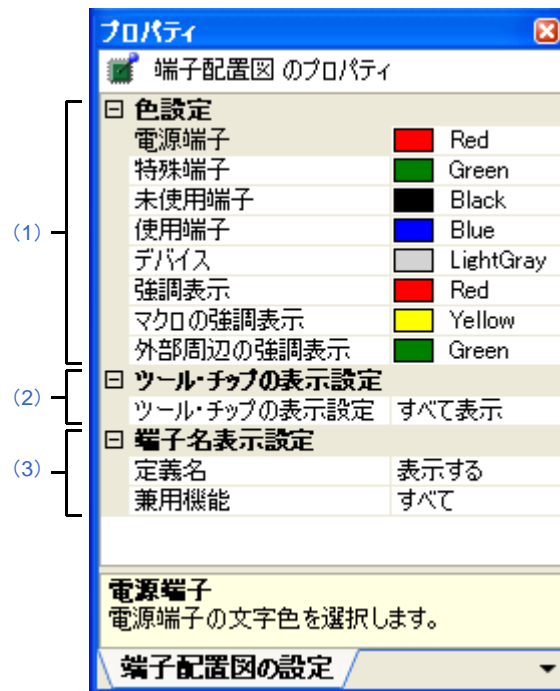 プロパティ
端子配置図 のプロパティ
(1)
色設定
電源端子 Red
特殊端子 Green
未使用端子 Black
使用端子 Blue
デバイス LightGray
強調表示 Red
マクロの強調表示 Yellow
外部周辺の強調表示 Green
(2)
ツール・チップの表示設定
ツール・チップの表示設定 すべて表示
(3)
端子名表示設定
定義名 表示する
兼用機能 すべて
電源端子
電源端子の文字色を選択します。
端子配置図の設定